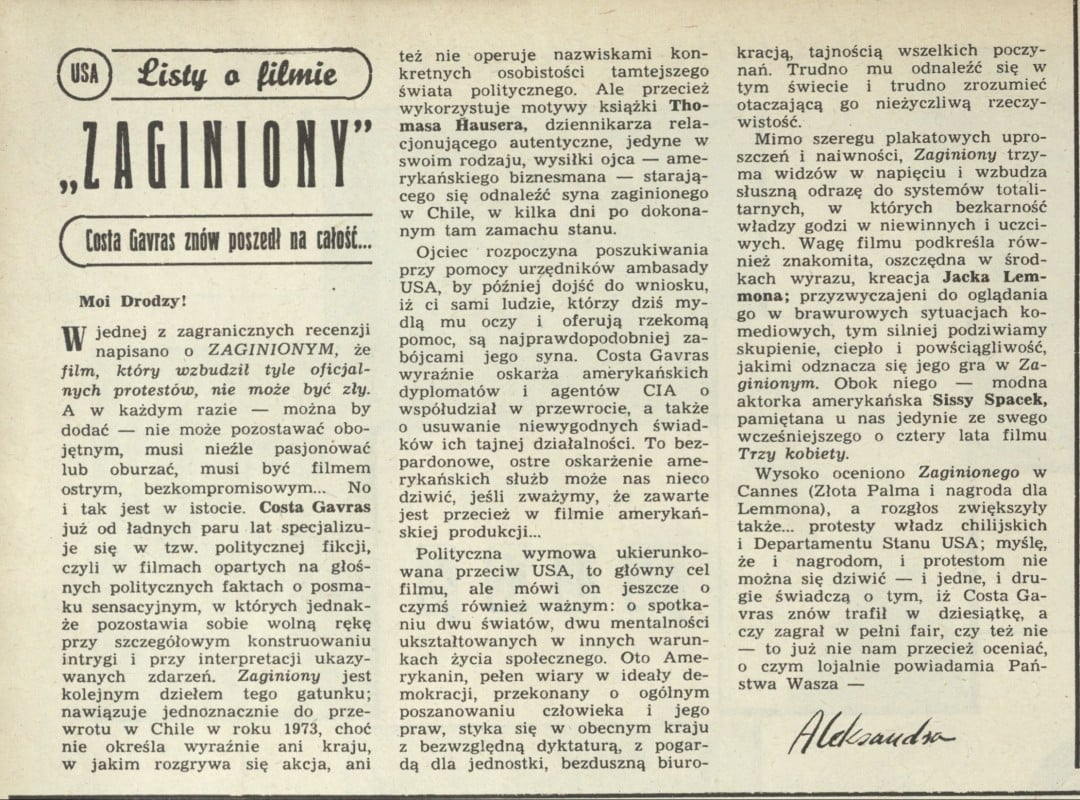 USA
Listy o filmie
„ZAGINIONY”
Costa Gavras znów poszedł na całość...
Moi Drodzy!
W jednej z zagranicznych recenzji
napisano o ZAGINIONYM, że
film, który wzbudził tyle oficjal-
nych protestów, nie może być zły.
A w każdym razie — można by
dodać — nie może pozostawać obo-
jętnym, musi nieźle pasjonować
lub oburzać, musi być filmem
ostrym, bezkompromisowym... No
i tak jest w istocie. Costa Gavras
już od ładnych paru lat specjalizu-
je się w tzw. politycznej fikcji,
czyli w filmach opartych na głoś-
nych politycznych faktach o posma-
ku sensacyjnym, w których jednak-
że pozostawia sobie wolną rękę
przy szczegółowym konstruowaniu
intrygi i przy interpretacji ukazy-
wanych zdarzeń. Zaginiony jest
kolejnym dziełem tego gatunku;
nawiązuje jednoznacznie do prze-
wrotu w Chile w roku 1973, choć
nie określa wyraźnie ani kraju,
w jakim rozgrywa się akcja, ani
też nie operuje nazwiskami kon-
kretnych osobistości tamtejszego
świata politycznego. Ale przecież
wykorzystuje motywy książki Tho-
masa Hausera, dziennikarza rela-
cjonującego autentyczne, jedyne w
swoim rodzaju, wysiłki ojca — ame-
rykańskiego biznesmana — starają-
cego się odnaleźć syna zaginionego
w Chile, w kilka dni po dokona-
nym tam zamachu stanu.
Ojciec rozpoczyna poszukiwania
przy pomocy urzędników ambasady
USA, by później dojść do wniosku,
iż ci sami ludzie, którzy dziś my-
dlą mu oczy i oferują rzekomą
pomoc, są najprawdopodobniej za-
bójcami jego syna. Costa Gavras
wyraźnie oskarża amerykańskich
dyplomatów i agentów CIA o
współudział w przewrocie, a także
o usuwanie niewygodnych świad-
ków ich tajnej działalności. To bez-
pardonowe, ostre oskarżenie ame-
rykańskich służb może nas nieco
dziwić, jeśli zważymy, że zawarte
jest przecież w filmie amerykań-
skiej produkcji...
Polityczna wymowa ukierunko-
wana przeciw USA, to główny cel
filmu, ale mówi on jeszcze o
czymś również ważnym: o spotka-
niu dwu światów, dwu mentalności
ukształtowanych w innych warun-
kach życia społecznego. Oto Ame-
rykanin, pełen wiary w ideały de-
mokracji, przekonany o ogólnym
poszanowaniu człowieka i jego
praw, styka się w obecnym kraju
z bezwzględną dyktaturą, z pogar-
dą dla jednostki, bezduszną biuro-
kracją, tajnością wszelkich poczy-
nań. Trudno mu odnaleźć się w
tym świecie i trudno zrozumieć
otaczającą go nieżyczliwą rzeczy-
wistość.
Mimo szeregu plakatowych upro-
szczeń i naiwności, Zaginiony trzy-
ma widzów w napięciu i wzbudza
słuszną odrazę do systemów totali-
tarnych, w których bezkarność
władzy godzi w niewinnych i uczci-
wych. Wagę filmu podkreśla rów-
nież znakomita, oszczędna w środ-
kach wyrazu, kreacja Jacka Lem-
mona; przyzwyczajeni do oglądania
go w brawurowych sytuacjach ko-
mediowych, tym silniej podziwiamy
skupienie, ciepło i powściągliwość,
jakimi odznacza się jego gra w Za-
ginionym. Obok niego — modna
aktorka amerykańska Sissy Spacek,
pamiętana u nas jedynie ze swego
wcześniejszego o cztery lata filmu
Trzy kobiety.
Wysoko oceniono Zaginionego w
Cannes (Złota Palma i nagroda dla
Lemmona), a rozgłos zwiększyły
także... protesty władz chilijskich
i Departamentu Stanu USA; myślę,
że i nagrodom, i protestom nie
można się dziwić — i jedne, i dru-
gie świadczą o tym, iż Costa Ga-
vras znów trafił w dziesiątkę, a
czy zagrał w pełni fair, czy też nie
— to już nie nam przecież oceniać,
o czym lojalnie powiadamia Pań-
stwa Wasza —
Aleksandra